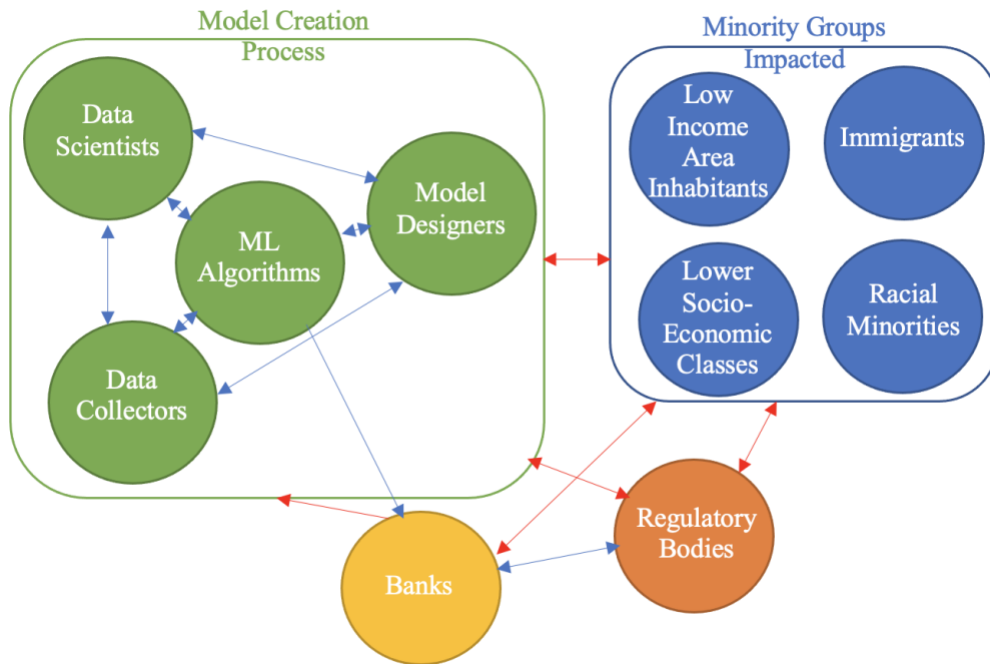 Model Creation
Process
Minority Groups
Impacted
Data
Scientists
ML
Algorithms
Model
Designers
Data
Collectors
Low
Income
Area
Inhabitants
Immigrants
Lower
Socio-
Economic
Classes
Racial
Minorities
Banks
Regulatory
Bodies